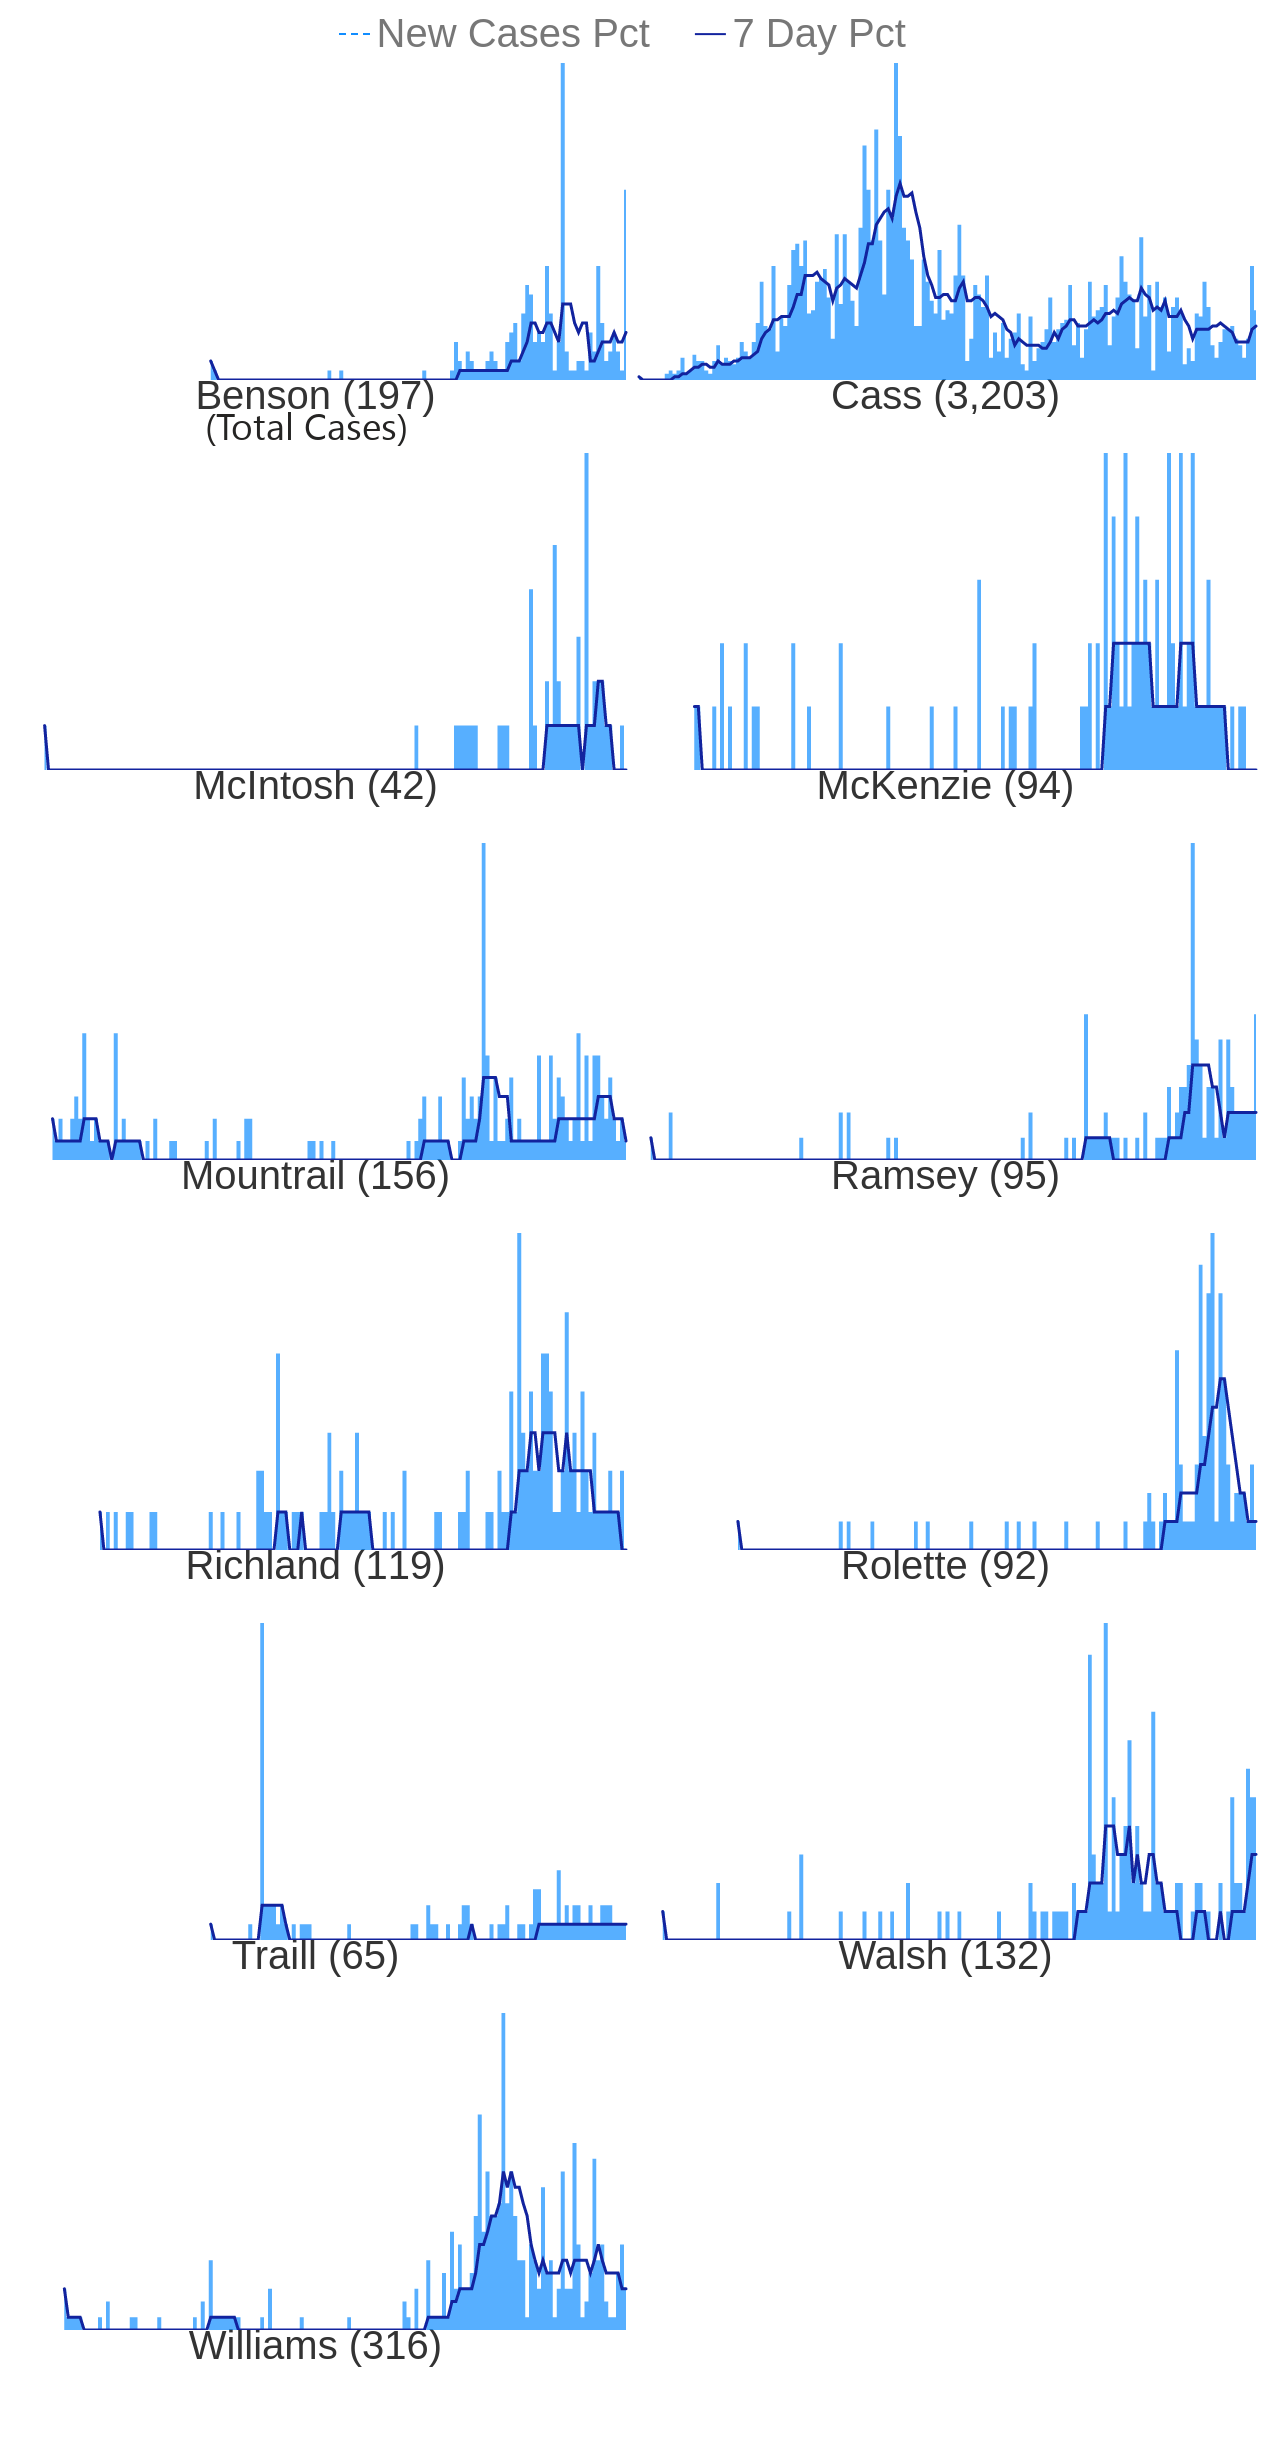 New Cases Pct 7 Day Pct
Benson (197) Cass (3,203)
(Total Cases)
McIntosh (42) McKenzie (94)
Mountrail (156) Ramsey (95)
Richland (119) Rolette (92)
Traill (65) Walsh (132)
Williams (316)